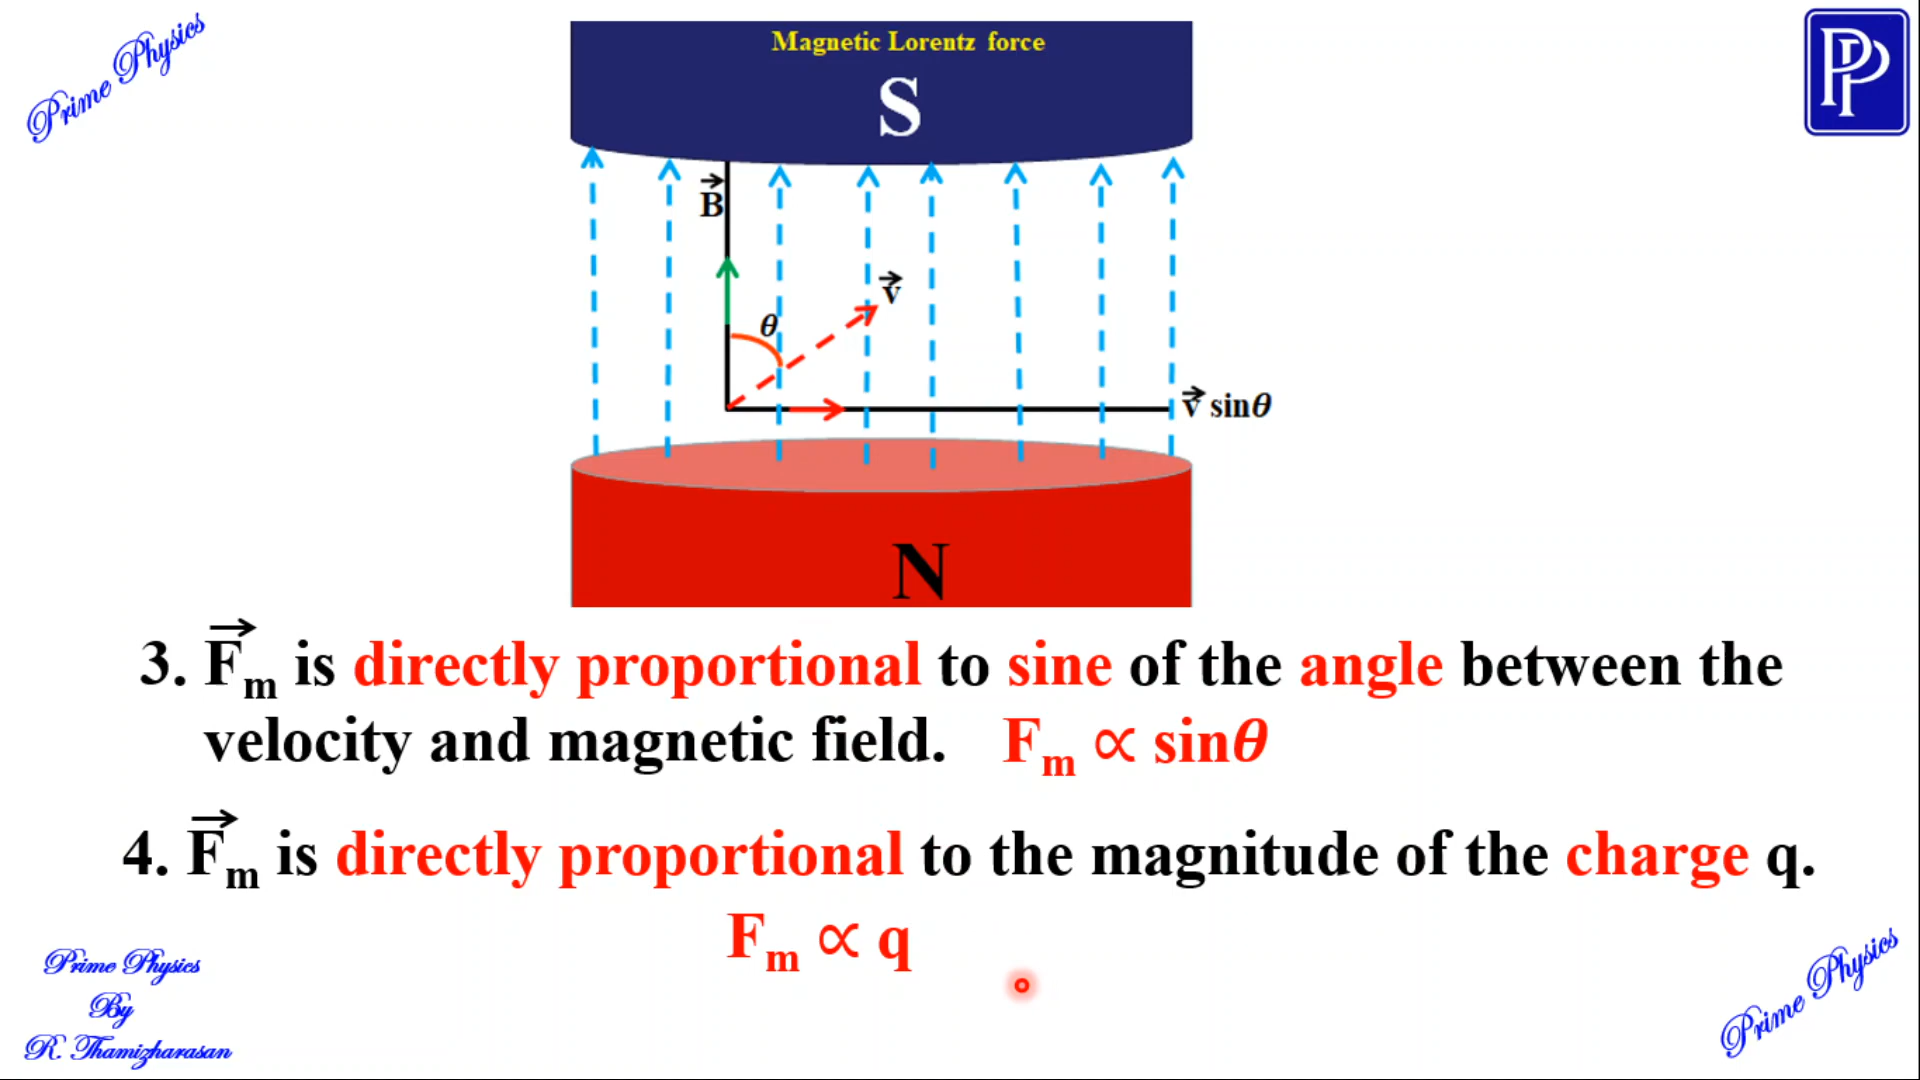 Prime Physics
PP
Magnetic Lorentz force
S
B⃗
v⃗
θ
v⃗ sinθ
N
3. F⃗ₘ is directly proportional to sine of the angle between the
velocity and magnetic field. Fₘ ∝ sinθ
4. F⃗ₘ is directly proportional to the magnitude of the charge q.
Fₘ ∝ q
Prime Physics
By
R. Thamizharasan
Prime Physics